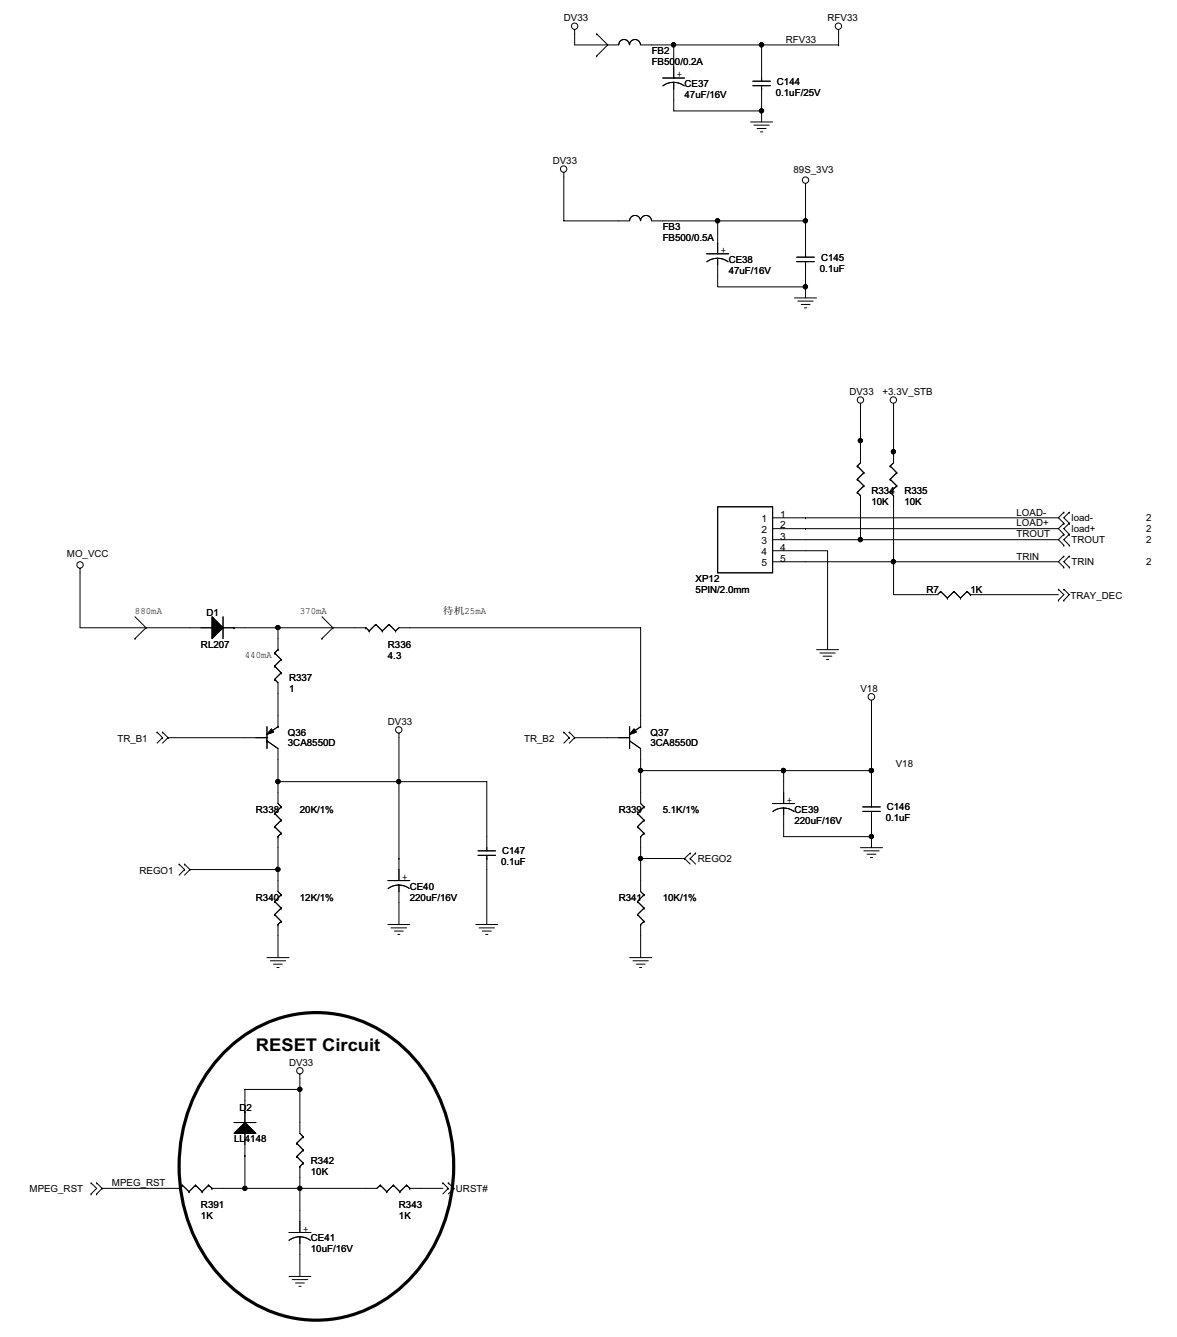 DV33
RFV33
RFV33
FB2
FB500/0.2A
+
CE37
47uF/16V
C144
0.1uF/25V
DV33
89S_3V3
FB3
FB500/0.5A
+
CE38
47uF/16V
C145
0.1uF
DV33 +3.3V_STB
R334
10K
R335
10K
1 1 LOAD- load- 2
2 2 LOAD+ load+ 2
3 3 TROUT TROUT 2
4 4
5 5 TRIN TRIN 2
XP12
5PIN/2.0mm
R7 1K TRAY_DEC
MO_VCC
880mA
D1
RL207
370mA
待机25mA
R336
4.3
440mA
R337
1
TR_B1
Q36
3CA8550D
DV33
TR_B2
Q37
3CA8550D
V18
V18
R338 20K/1%
REGO1
R340 12K/1%
+
CE40
220uF/16V
C147
0.1uF
R339 5.1K/1%
REGO2
R341 10K/1%
+
CE39
220uF/16V
C146
0.1uF
RESET Circuit
DV33
D2
LL4148
R342
10K
MPEG_RST MPEG_RST
R391
1K
R343
1K
URST#
+
CE41
10uF/16V